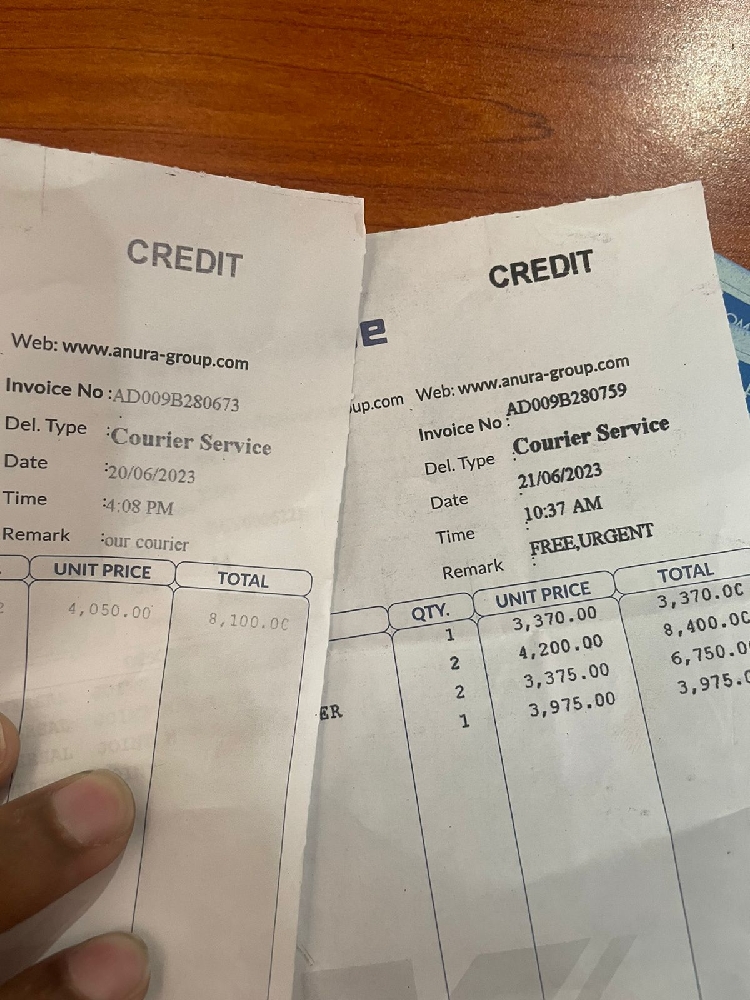 CREDIT
Web: www.anura-group.com
Invoice No :AD009B280673
Del. Type :Courier Service
Date :20/06/2023
Time :4:08 PM
Remark :our courier
UNIT PRICE TOTAL
2 4,050.00 8,100.00
CREDIT
e
up.com Web: www.anura-group.com
Invoice No : AD009B280759
Del. Type :Courier Service
Date : 21/06/2023
Time : 10:37 AM
Remark : FREE,URGENT
QTY. UNIT PRICE TOTAL
1 3,370.00 3,370.00
2 4,200.00 8,400.00
2 3,375.00 6,750.0
ER 1 3,975.00 3,975.0